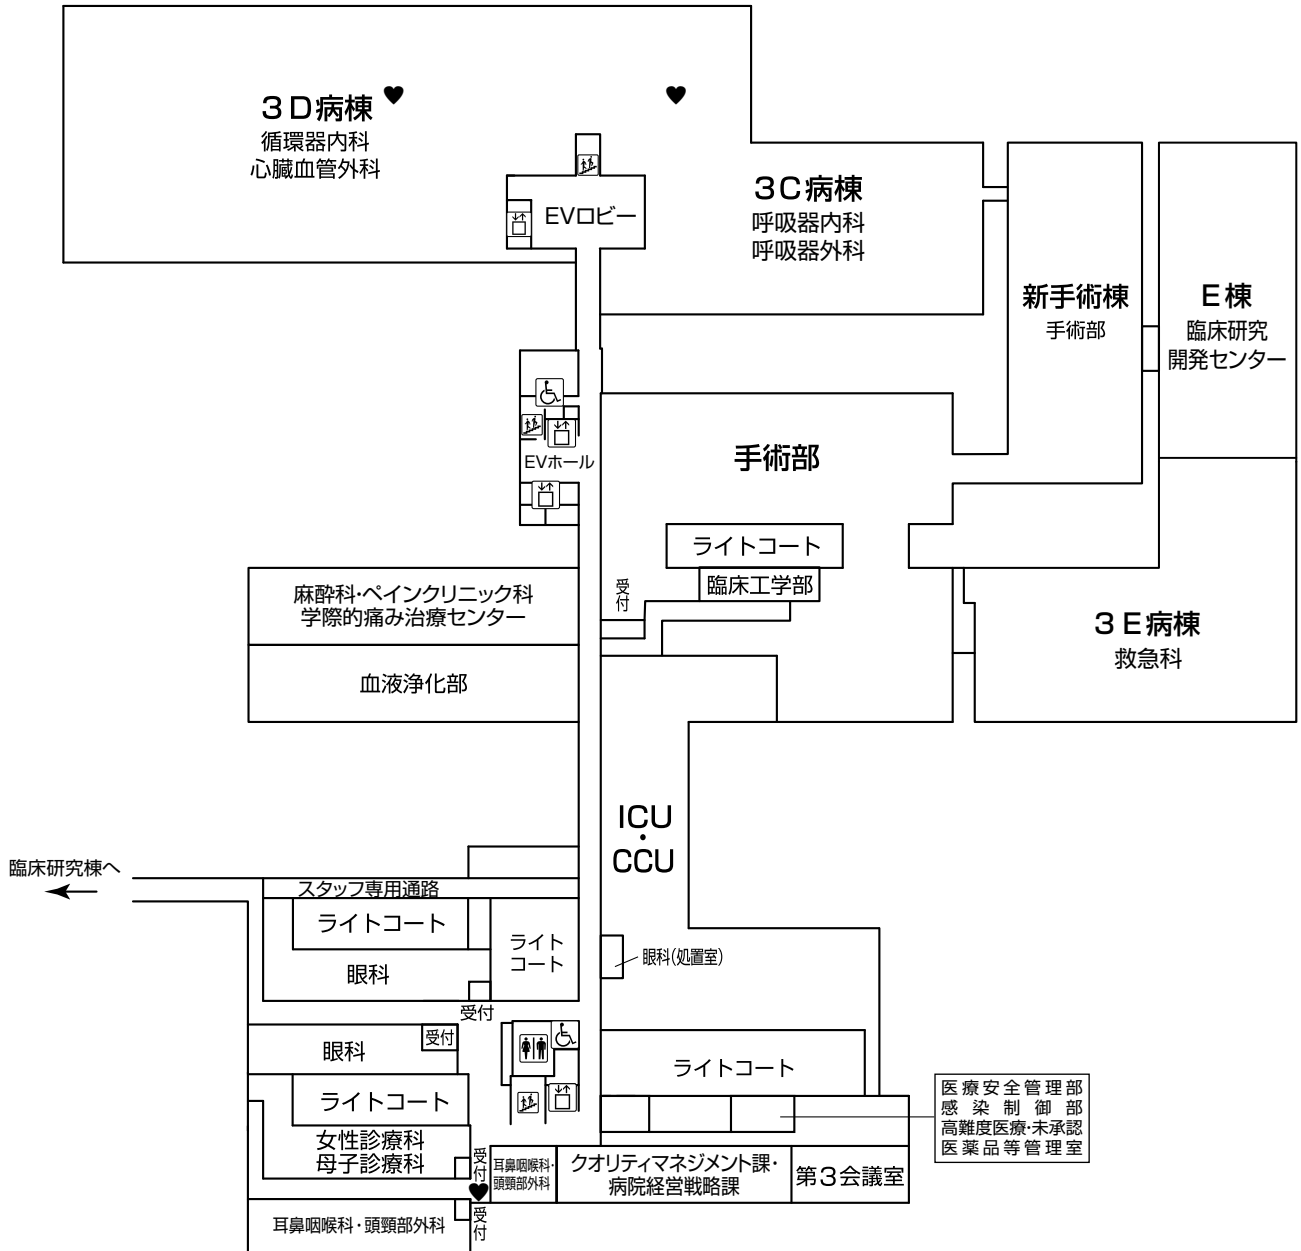 3D病棟
循環器内科
心臓血管外科
EVロビー
3C病棟
呼吸器内科
呼吸器外科
新手術棟
手術部
E棟
臨床研究
開発センター
EVホール
手術部
ライトコート
臨床工学部
受付
麻酔科・ペインクリニック科
学際的痛み治療センター
血液浄化部
3E病棟
救急科
ICU
・
CCU
臨床研究棟へ
スタッフ専用通路
ライトコート
眼科
ライト
コート
受付
眼科(処置室)
眼科
受付
ライトコート
ライトコート
女性診療科
母子診療科
受付
耳鼻咽喉科・
頭頸部外科
クオリティマネジメント課・
病院経営戦略課
第3会議室
医療安全管理部
感染制御部
高難度医療・未承認
医薬品等管理室
耳鼻咽喉科・頭頸部外科
受付